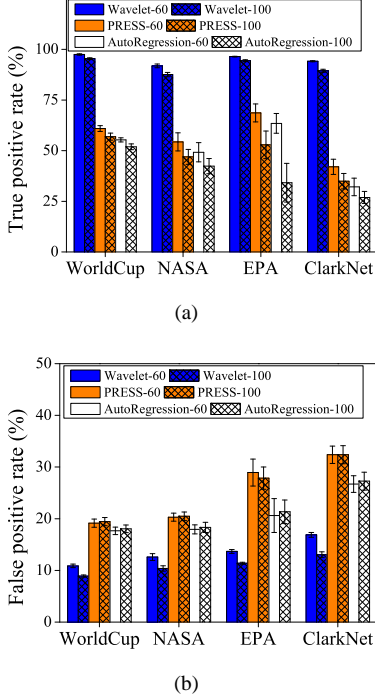 Wavelet-60 Wavelet-100
PRESS-60 PRESS-100
AutoRegression-60 AutoRegression-100
True positive rate (%)
100
75
50
25
0
WorldCup NASA EPA ClarkNet
(a)
Wavelet-60 Wavelet-100
PRESS-60 PRESS-100
AutoRegression-60 AutoRegression-100
False positive rate (%)
50
40
30
20
10
0
WorldCup NASA EPA ClarkNet
(b)